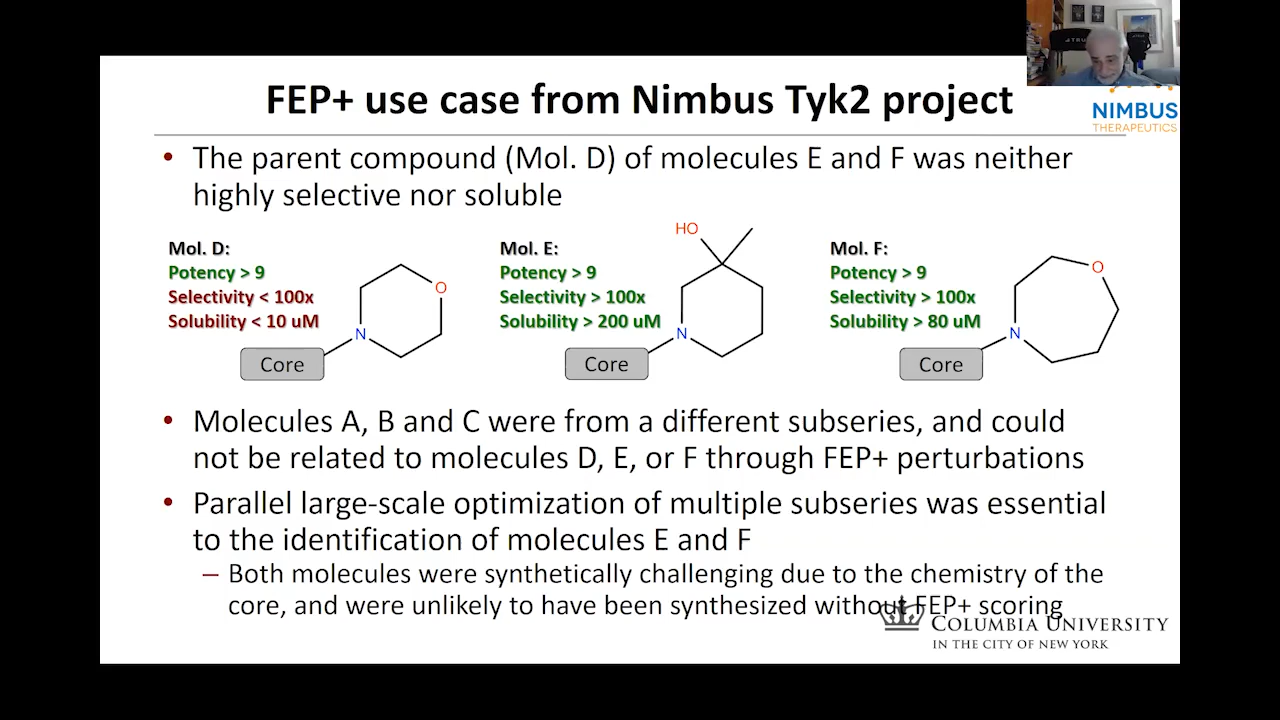 FEP+ use case from Nimbus Tyk2 project
NIMBUS
THERAPEUTICS
• The parent compound (Mol. D) of molecules E and F was neither
highly selective nor soluble
Mol. D:
Potency > 9
Selectivity < 100x
Solubility < 10 uM
O
N
Core
Mol. E:
Potency > 9
Selectivity > 100x
Solubility > 200 uM
HO
N
Core
Mol. F:
Potency > 9
Selectivity > 100x
Solubility > 80 uM
O
N
Core
• Molecules A, B and C were from a different subseries, and could
not be related to molecules D, E, or F through FEP+ perturbations
• Parallel large-scale optimization of multiple subseries was essential
to the identification of molecules E and F
– Both molecules were synthetically challenging due to the chemistry of the
core, and were unlikely to have been synthesized without FEP+ scoring
COLUMBIA UNIVERSITY
IN THE CITY OF NEW YORK